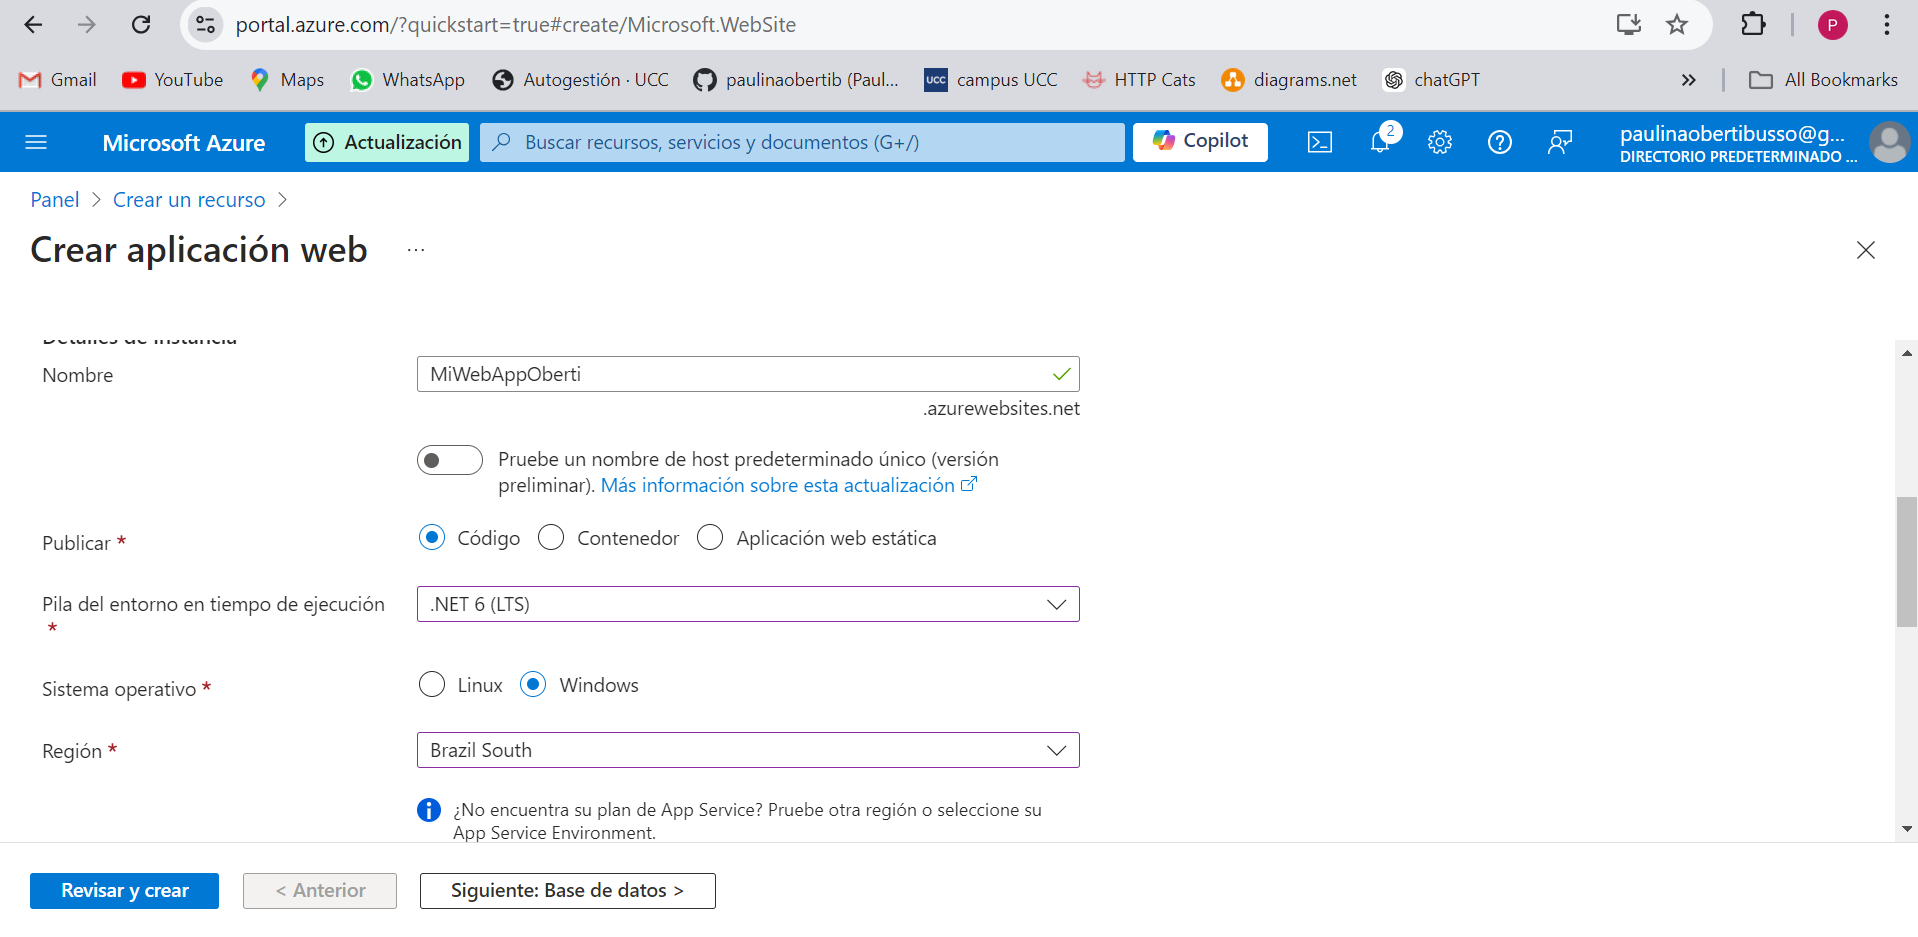 portal.azure.com/?quickstart=true#create/Microsoft.WebSite
P
Gmail
YouTube
Maps
WhatsApp
Autogestión · UCC
paulinaobertib (Paul...
UCC
campus UCC
HTTP Cats
diagrams.net
chatGPT
»
All Bookmarks
Microsoft Azure
Actualización
Buscar recursos, servicios y documentos (G+/)
Copilot
2
paulinaobertibusso@g...
DIRECTORIO PREDETERMINADO ...
Panel > Crear un recurso >
Crear aplicación web ...
Detalles de instancia
Nombre
MiWebAppOberti
.azurewebsites.net
Pruebe un nombre de host predeterminado único (versión
preliminar). Más información sobre esta actualización
Publicar *
Código
Contenedor
Aplicación web estática
Pila del entorno en tiempo de ejecución
*
.NET 6 (LTS)
Sistema operativo *
Linux
Windows
Región *
Brazil South
¿No encuentra su plan de App Service? Pruebe otra región o seleccione su
App Service Environment.
Revisar y crear
< Anterior
Siguiente: Base de datos >